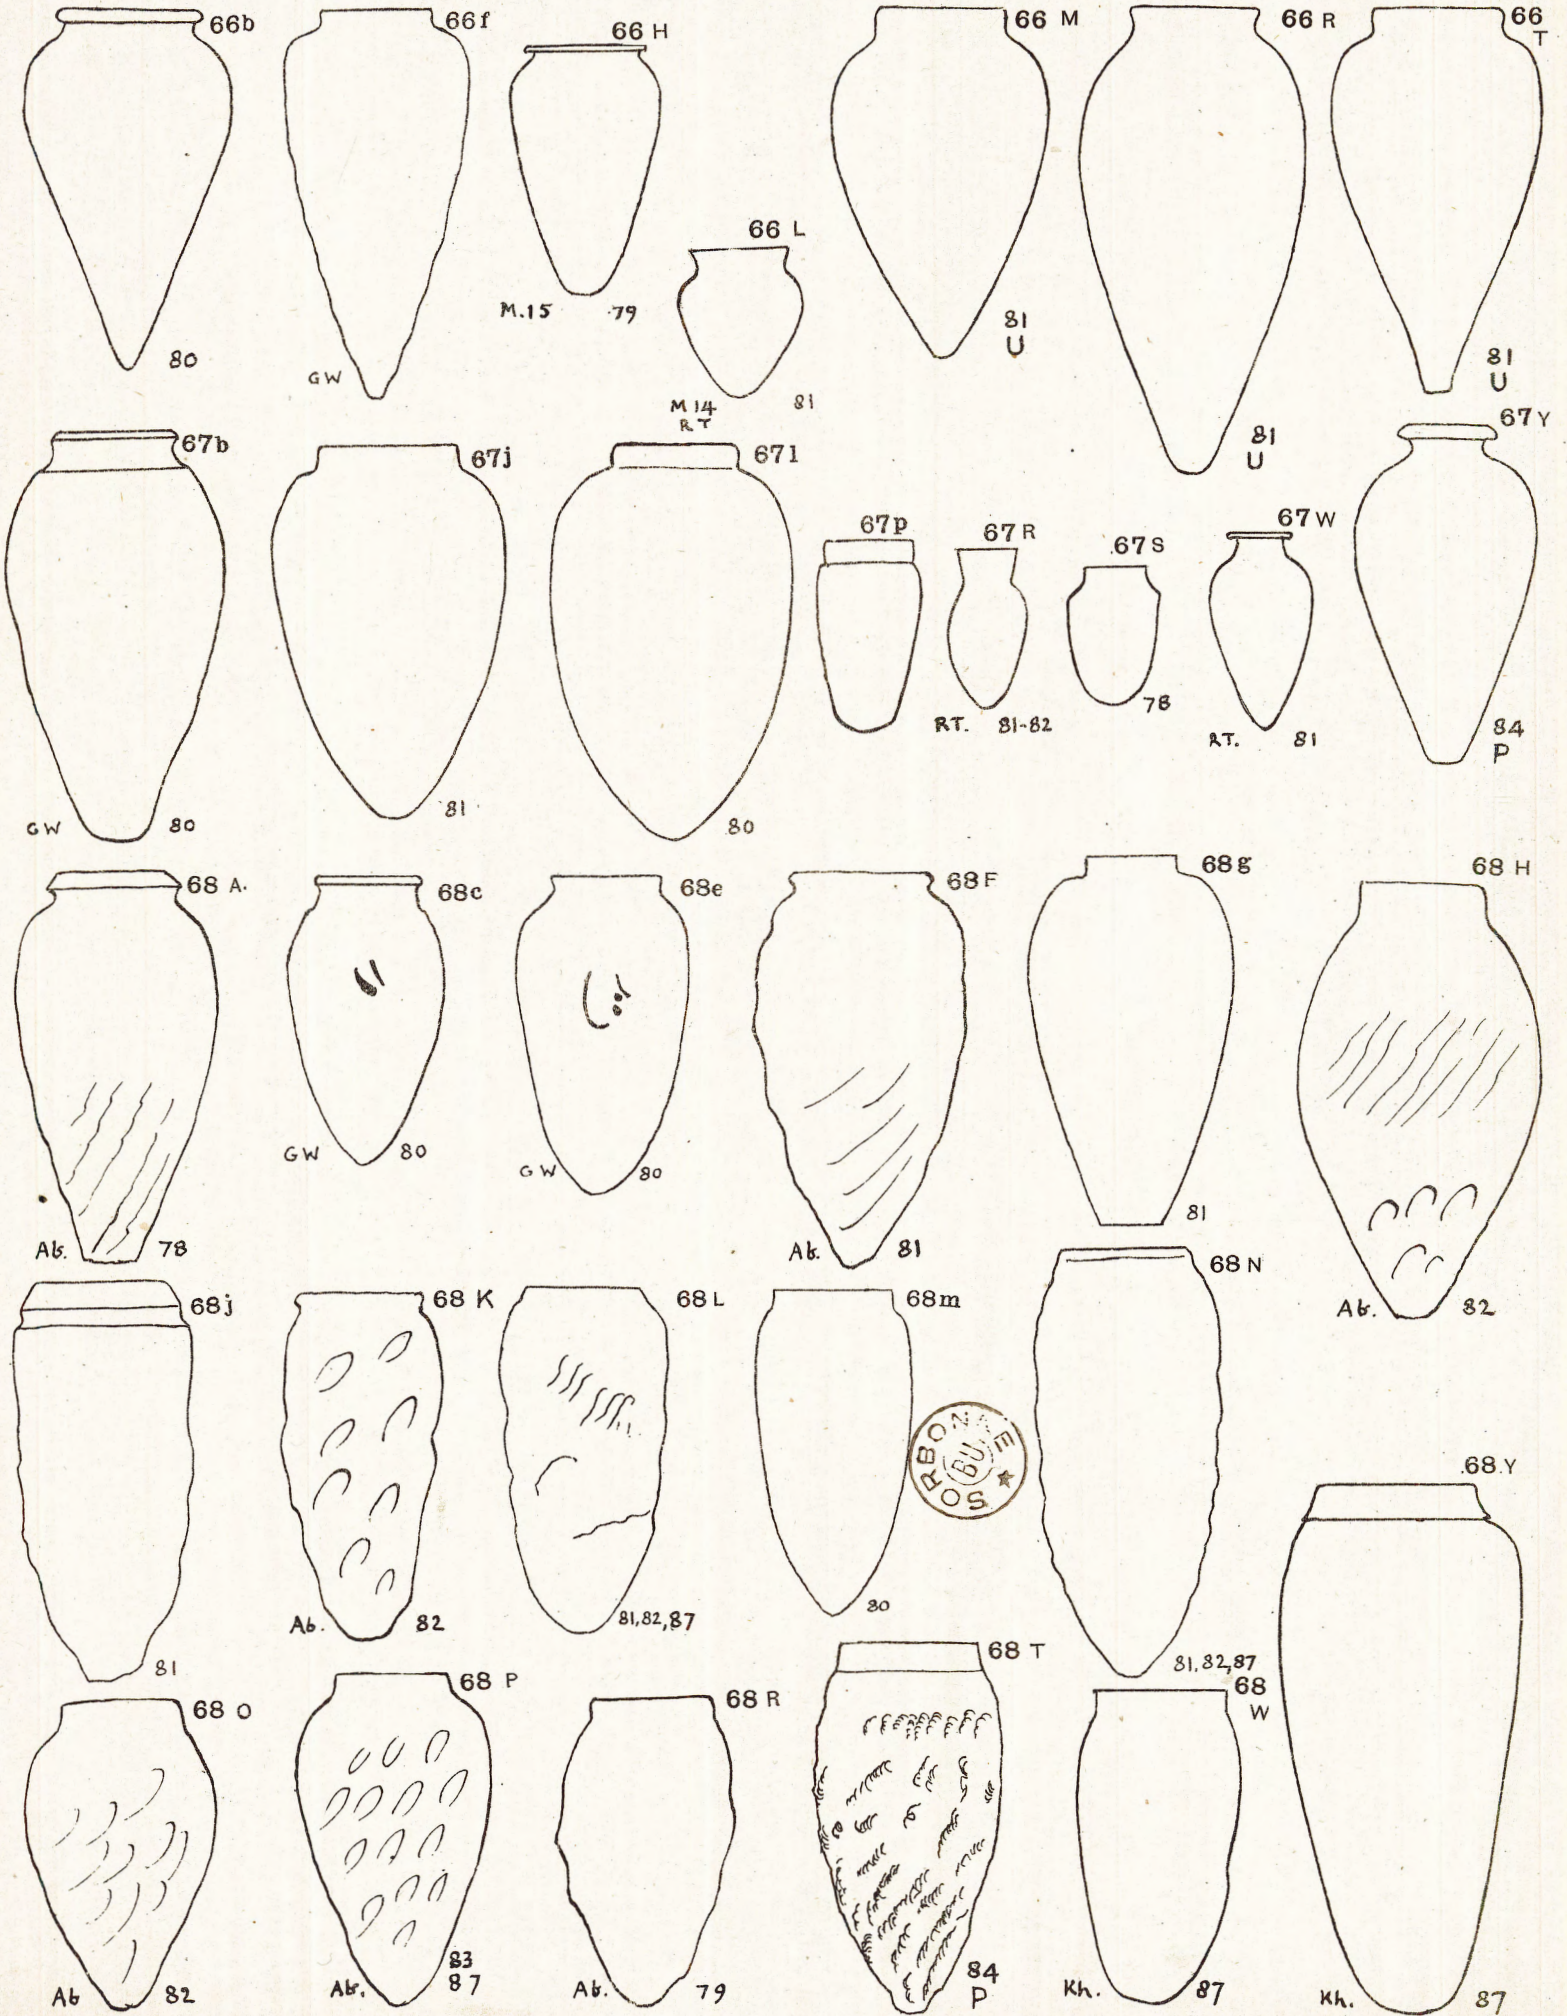 66b
80
66f
GW
66 H
M.15 79
66 L
M 14 81
RT
66 M
81
U
66 R
81
U
66
T
81
U
67b
GW 80
67j
81
67l
80
67p
67 R
RT. 81-82
67 S
78
67 W
RT. 81
67 Y
84
P
68 A.
Ab. 78
68c
GW 80
68e
GW 80
68 F
Ab. 81
68g
81
68 H
Ab. 82
68j
81
68 K
Ab. 82
68 L
81,82,87
68m
80
SORBONNE
BU
68 N
81,82,87
68 Y
Kh. 87
68 O
Ab 82
68 P
83
Ab. 87
68 R
Ab. 79
68 T
84
P
68
W
Kh. 87